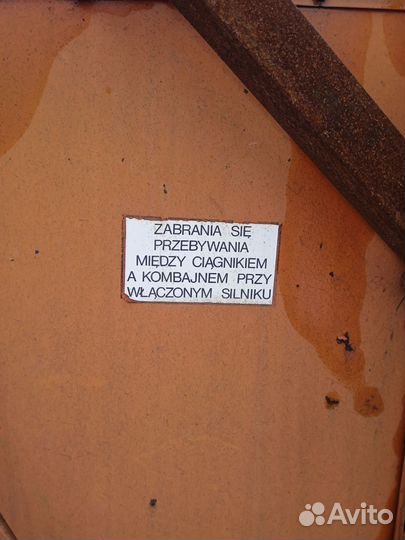 ZABRANIA SIĘ
PRZEBYWANIA
MIĘDZY CIĄGNIKIEM
A KOMBAJNEM PRZY
WŁĄCZONYM SILNIKU
Avito